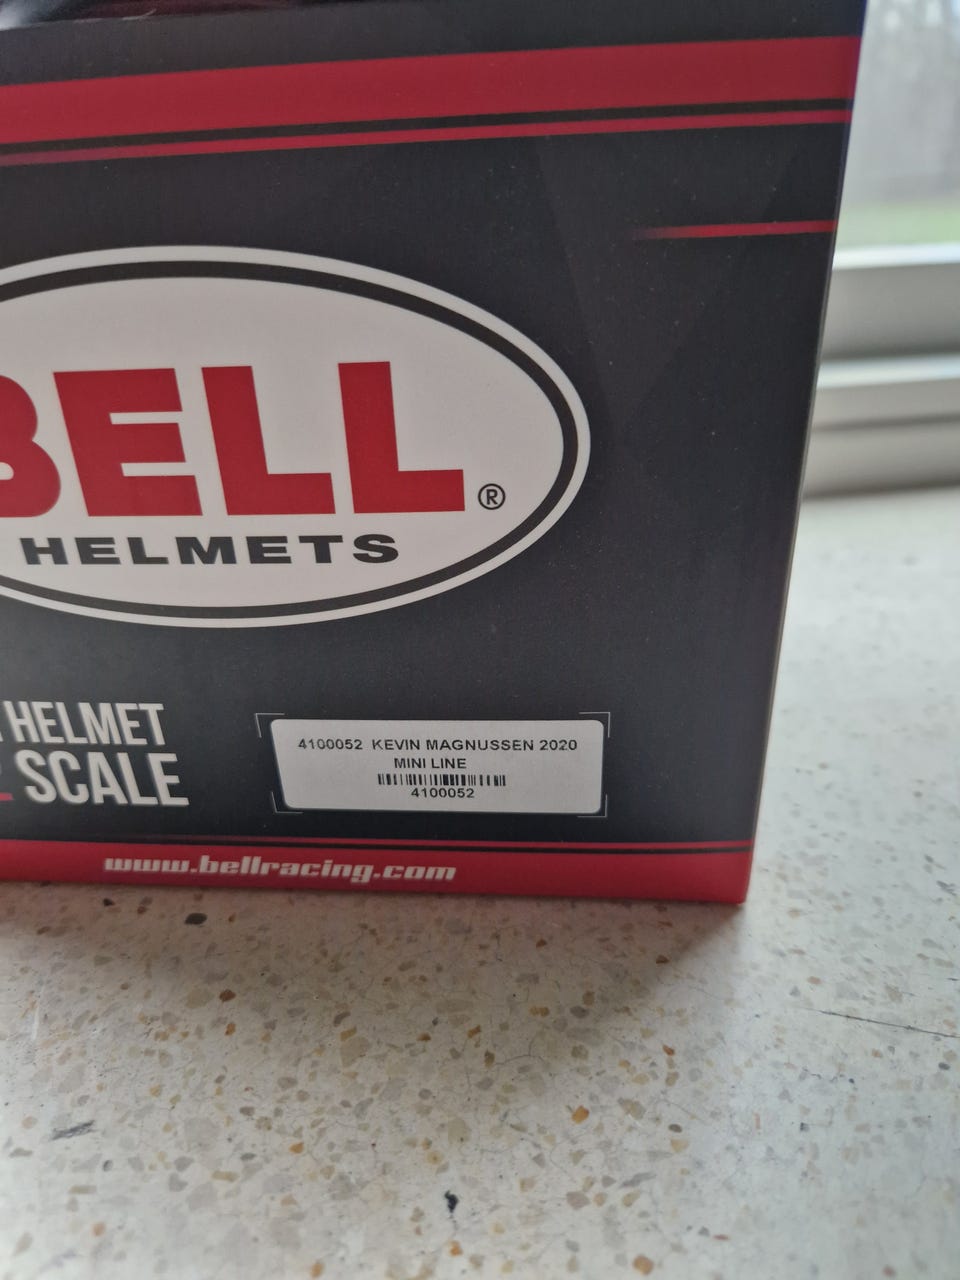 BELL ®
HELMETS
HELMET
SCALE
4100052 KEVIN MAGNUSSEN 2020
MINI LINE
4100052
www.bellracing.com